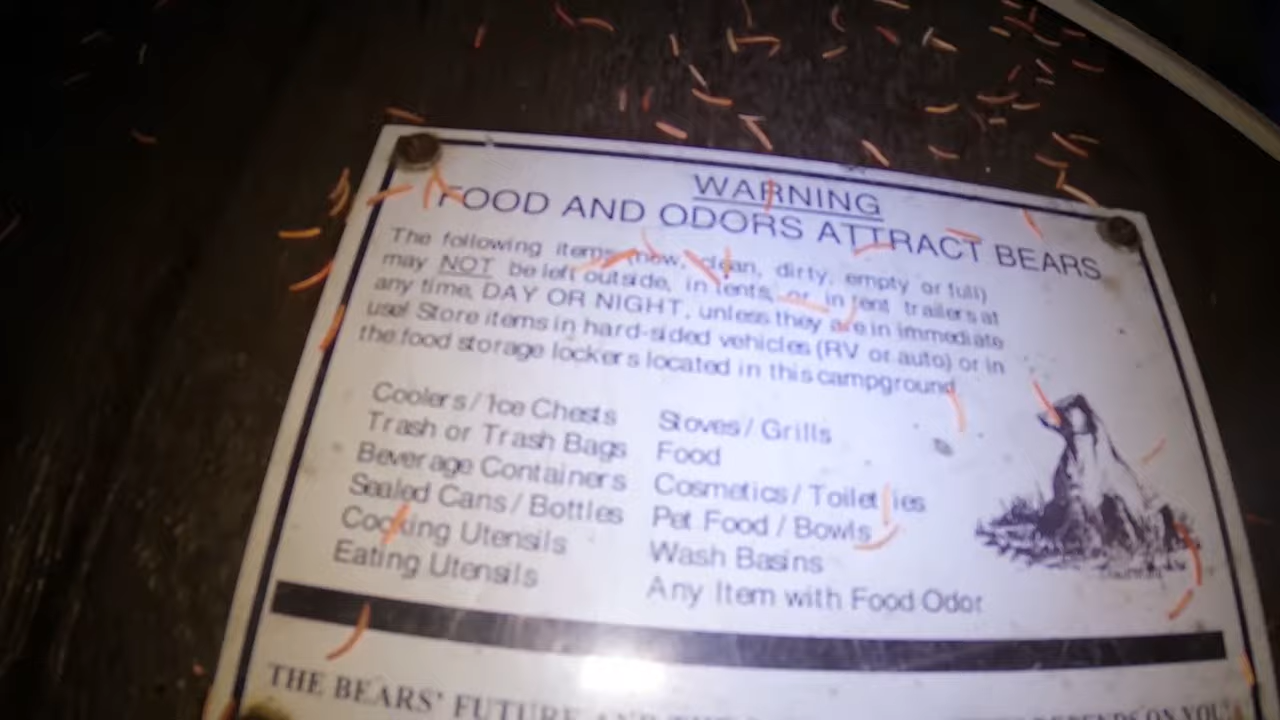 WARNING
FOOD AND ODORS ATTRACT BEARS
The following items (new, clean, dirty, empty or full)
may NOT be left outside, in tents, or in tent trailers at
any time, DAY OR NIGHT, unless they are in immediate
use! Store items in hard-sided vehicles (RV or auto) or in
the food storage lockers located in this campground
Coolers / Ice Chests
Trash or Trash Bags
Beverage Containers
Sealed Cans / Bottles
Cooking Utensils
Eating Utensils
Stoves / Grills
Food
Cosmetics / Toiletries
Pet Food / Bowls
Wash Basins
Any Item with Food Odor
THE BEARS' FUTURE AND DEPENDS ON YOU